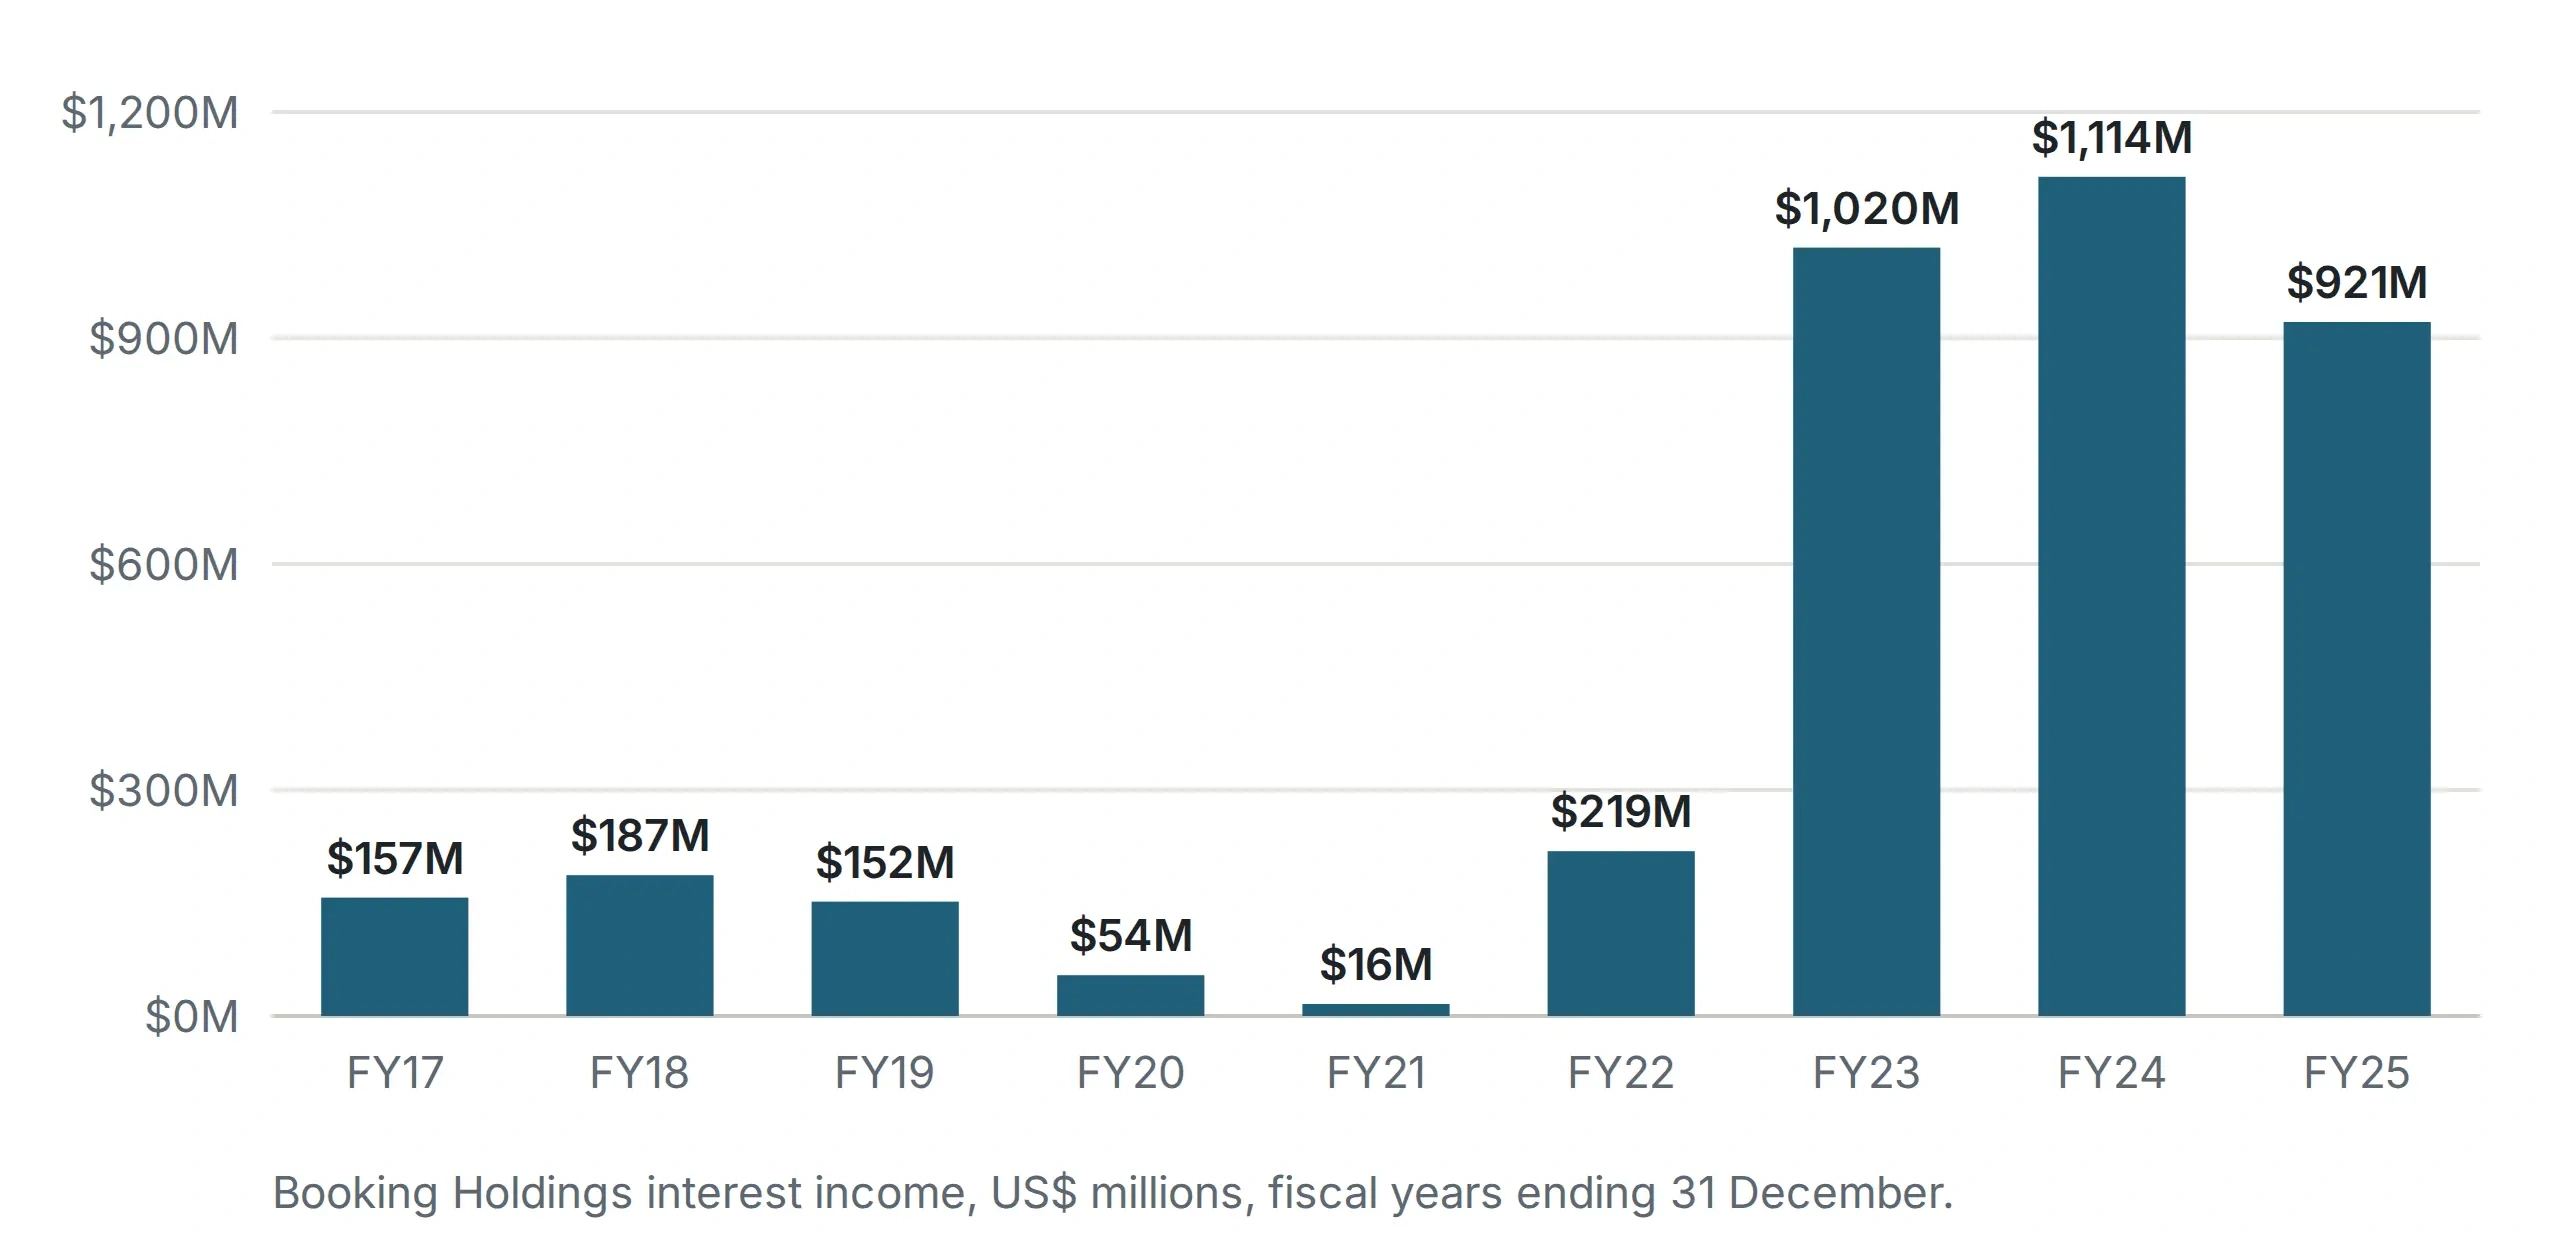 $1,200M
$900M
$600M
$300M
$0M
$157M
$187M
$152M
$54M
$16M
$219M
$1,020M
$1,114M
$921M
FY17 FY18 FY19 FY20 FY21 FY22 FY23 FY24 FY25
Booking Holdings interest income, US$ millions, fiscal years ending 31 December.